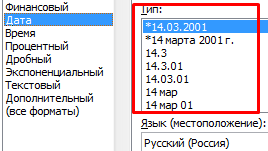 Финансовый
Дата
Время
Процентный
Дробный
Экспоненциальный
Текстовый
Дополнительный
(все форматы)
Тип:
*14.03.2001
*14 марта 2001 г.
14.3
14.3.01
14.03.01
14 мар
14 мар 01
Язык (местоположение):
Русский (Россия)